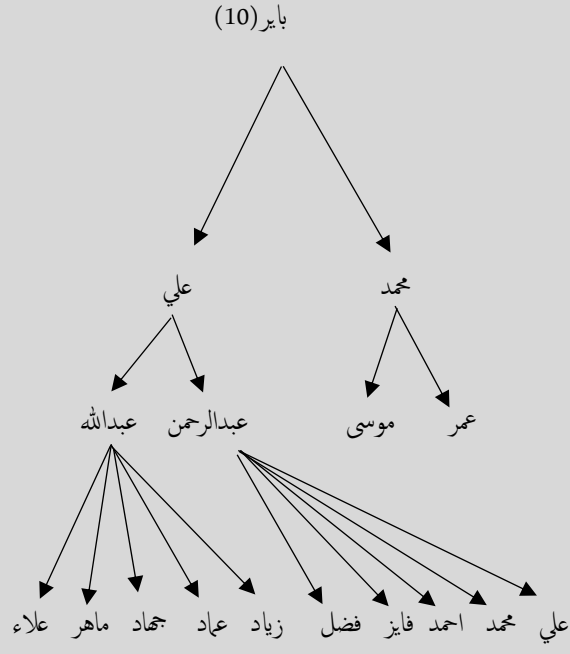 باير(10)
محمد علي
عمر موسى عبدالرحمن عبدالله
علي محمد احمد فايز فضل زياد عماد جهاد ماهر علاء